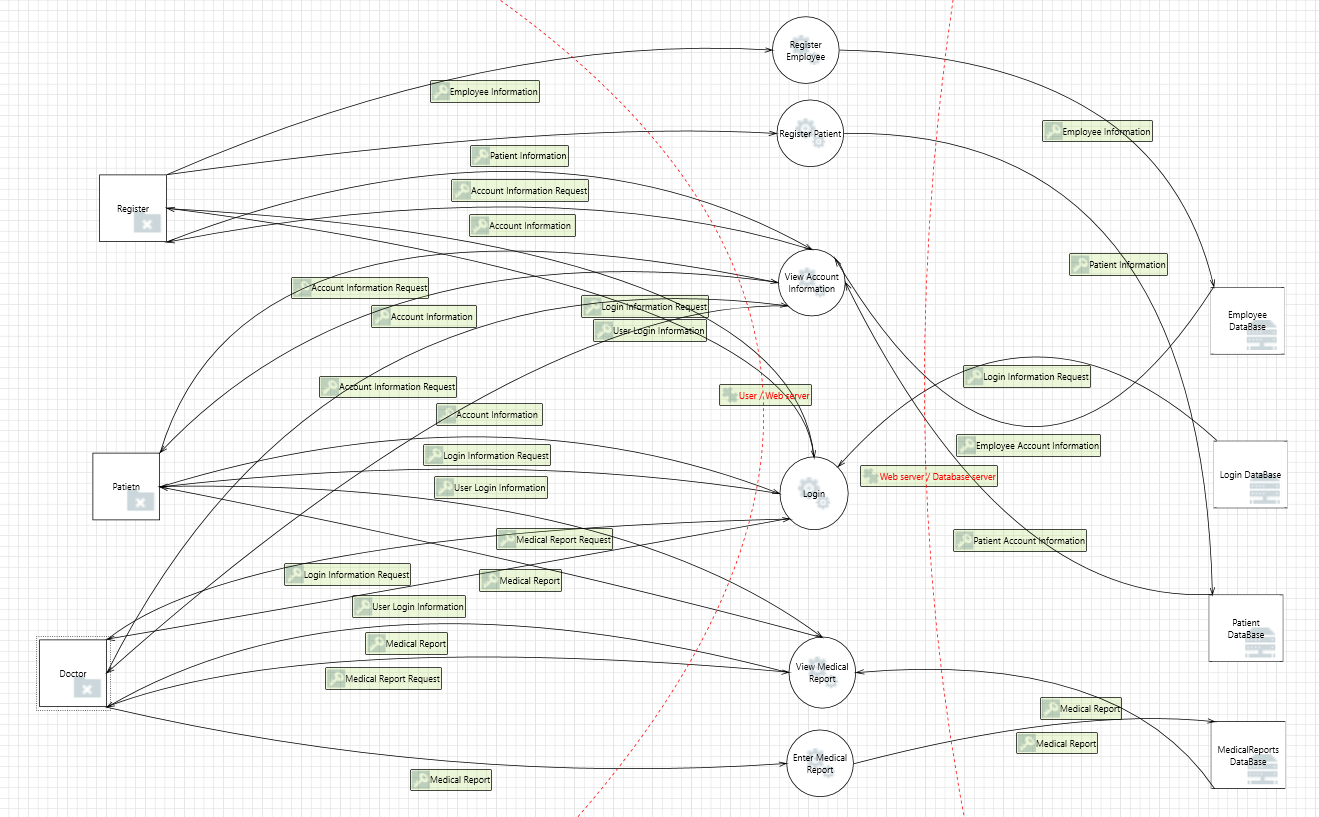 Register
Employee
Employee Information
Register Patient
Employee Information
Patient Information
Account Information Request
Register
Account Information
Patient Information
View Account
Information
Account Information Request
Login Information Request
Account Information
User Login Information
Employee
DataBase
Account Information Request
Login Information Request
User / Web server
Account Information
Employee Account Information
Login Information Request
Web server / Database server
Login DataBase
Patietn
User Login Information
Login
Medical Report Request
Patient Account Information
Login Information Request
Medical Report
User Login Information
Patient
DataBase
Medical Report
Doctor
View Medical
Report
Medical Report Request
Medical Report
Medical Report
MedicalReports
DataBase
Enter Medical
Report
Medical Report